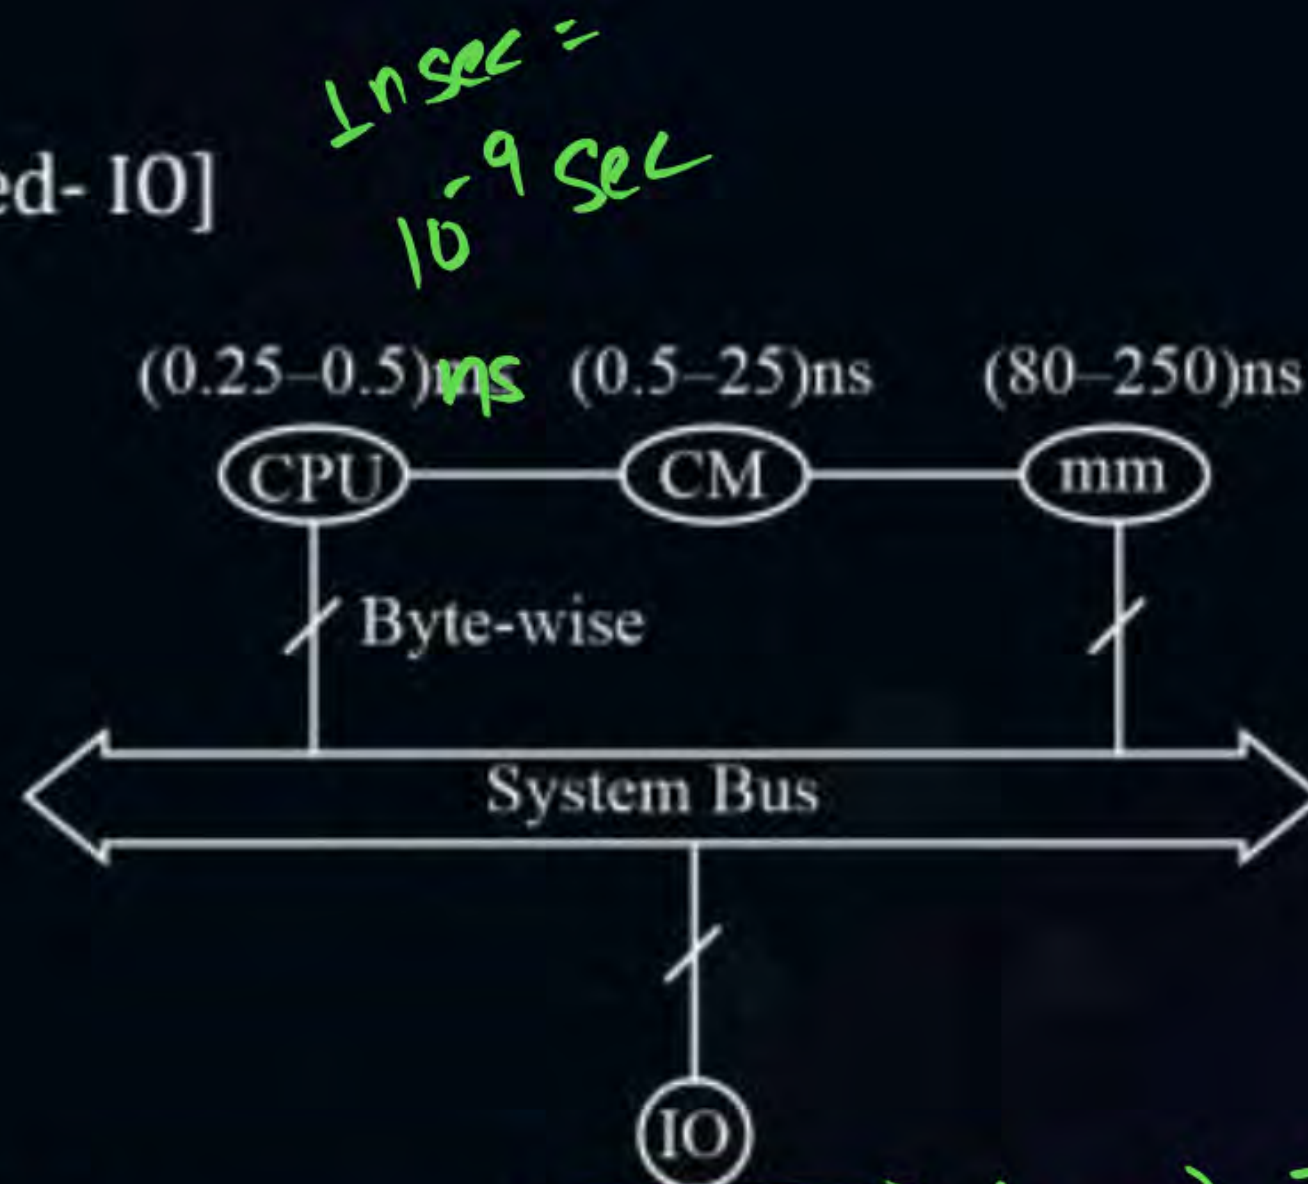 1nsec =
10^-9 sec
ed- IO]
(0.25–0.5)ns (0.5–25)ns (80–250)ns
CPU CM mm
Byte-wise
System Bus
IO